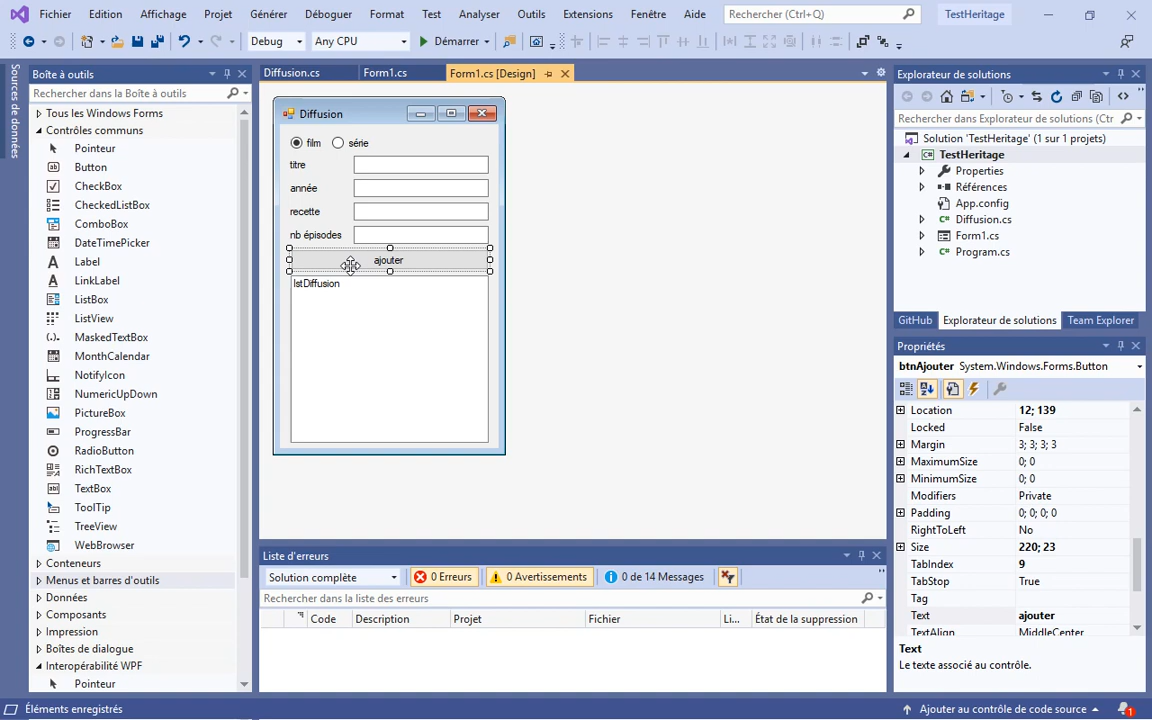 Fichier Edition Affichage Projet Générer Déboguer Format Test Analyser Outils Extensions Fenêtre Aide Rechercher (Ctrl+Q) TestHeritage
Debug Any CPU Démarrer
Sources de données
Boîte à outils
Rechercher dans la Boîte à outils
Tous les Windows Forms
Contrôles communs
Pointeur
Button
CheckBox
CheckedListBox
ComboBox
DateTimePicker
Label
LinkLabel
ListBox
ListView
MaskedTextBox
MonthCalendar
NotifyIcon
NumericUpDown
PictureBox
ProgressBar
RadioButton
RichTextBox
TextBox
ToolTip
TreeView
WebBrowser
Conteneurs
Menus et barres d'outils
Données
Composants
Impression
Boîtes de dialogue
Interopérabilité WPF
Pointeur
Diffusion.cs Form1.cs Form1.cs [Design]
Diffusion
film série
titre
année
recette
nb épisodes
ajouter
lstDiffusion
Liste d'erreurs
Solution complète 0 Erreurs 0 Avertissements 0 de 14 Messages
Rechercher dans la liste des erreurs
Code Description Projet Fichier Li... État de la suppression
Explorateur de solutions
Rechercher dans Explorateur de solutions (Ctr
Solution 'TestHeritage' (1 sur 1 projets)
TestHeritage
Properties
Références
App.config
Diffusion.cs
Form1.cs
Program.cs
GitHub Explorateur de solutions Team Explorer
Propriétés
btnAjouter System.Windows.Forms.Button
Location 12; 139
Locked False
Margin 3; 3; 3; 3
MaximumSize 0; 0
MinimumSize 0; 0
Modifiers Private
Padding 0; 0; 0; 0
RightToLeft No
Size 220; 23
TabIndex 9
TabStop True
Tag
Text ajouter
TextAlign MiddleCenter
Text
Le texte associé au contrôle.
Éléments enregistrés
Ajouter au contrôle de code source 1